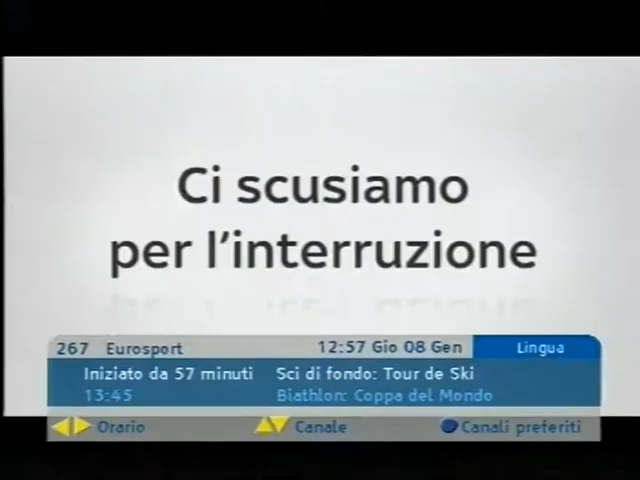 Ci scusiamo
per l'interruzione
267 Eurosport 12:57 Gio 08 Gen Lingua
Iniziato da 57 minuti Sci di fondo: Tour de Ski
13:45 Biathlon: Coppa del Mondo
Orario Canale Canali preferiti